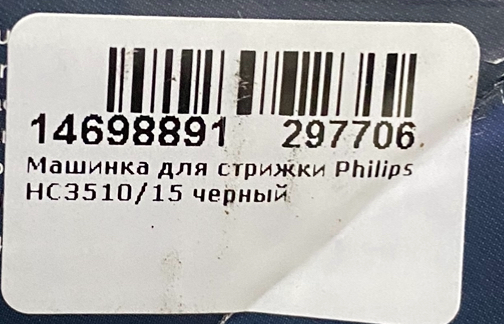 14698891 297706
Машинка для стрижки Philips
HC3510/15 черный